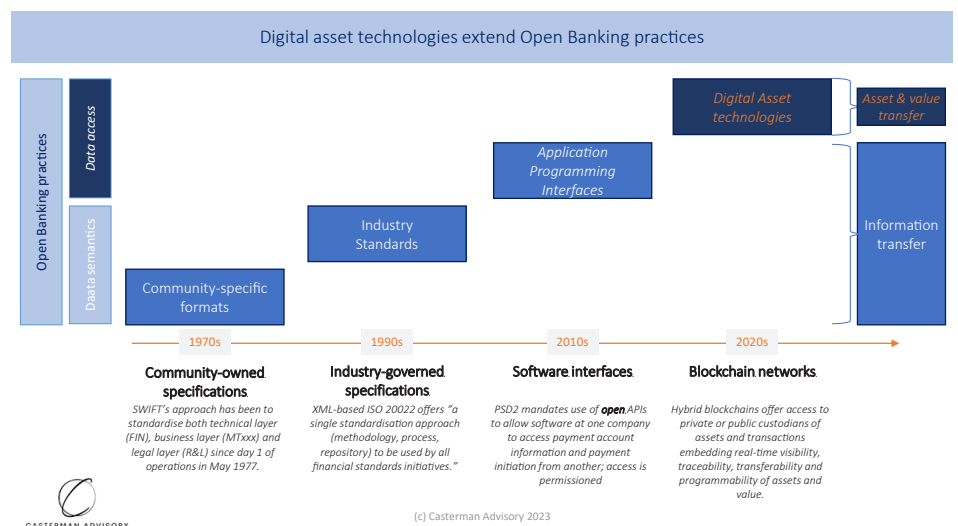 Digital asset technologies extend Open Banking practices
Open Banking practices
Data access
Daata semantics
Community-specific
formats
Industry
Standards
Application
Programming
Interfaces
Digital Asset
technologies
Asset & value
transfer
Information
transfer
1970s
1990s
2010s
2020s
Community-owned
specifications
SWIFT's approach has been to
standardise both technical layer
(FIN), business layer (MTxxx) and
legal layer (R&L) since day 1 of
operations in May 1977.
Industry-governed
specifications
XML-based ISO 20022 offers "a
single standardisation approach
(methodology, process,
repository) to be used by all
financial standards initiatives."
Software interfaces
PSD2 mandates use of open APIs
to allow software at one company
to access payment account
information and payment
initiation from another; access is
permissioned
Blockchain networks
Hybrid blockchains offer access to
private or public custodians of
assets and transactions
embedding real-time visibility,
traceability, transferability and
programmability of assets and
value.
CASTERMAN ADVISORY
(c) Casterman Advisory 2023